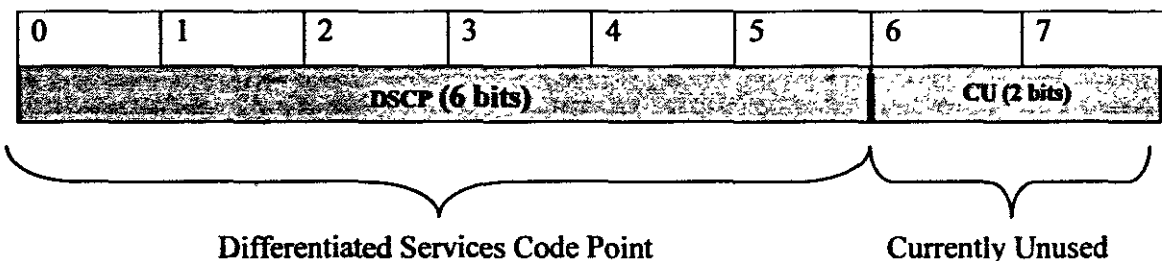 0 1 2 3 4 5 6 7
DSCP (6 bits) CU (2 bits)
Differentiated Services Code Point Currently Unused